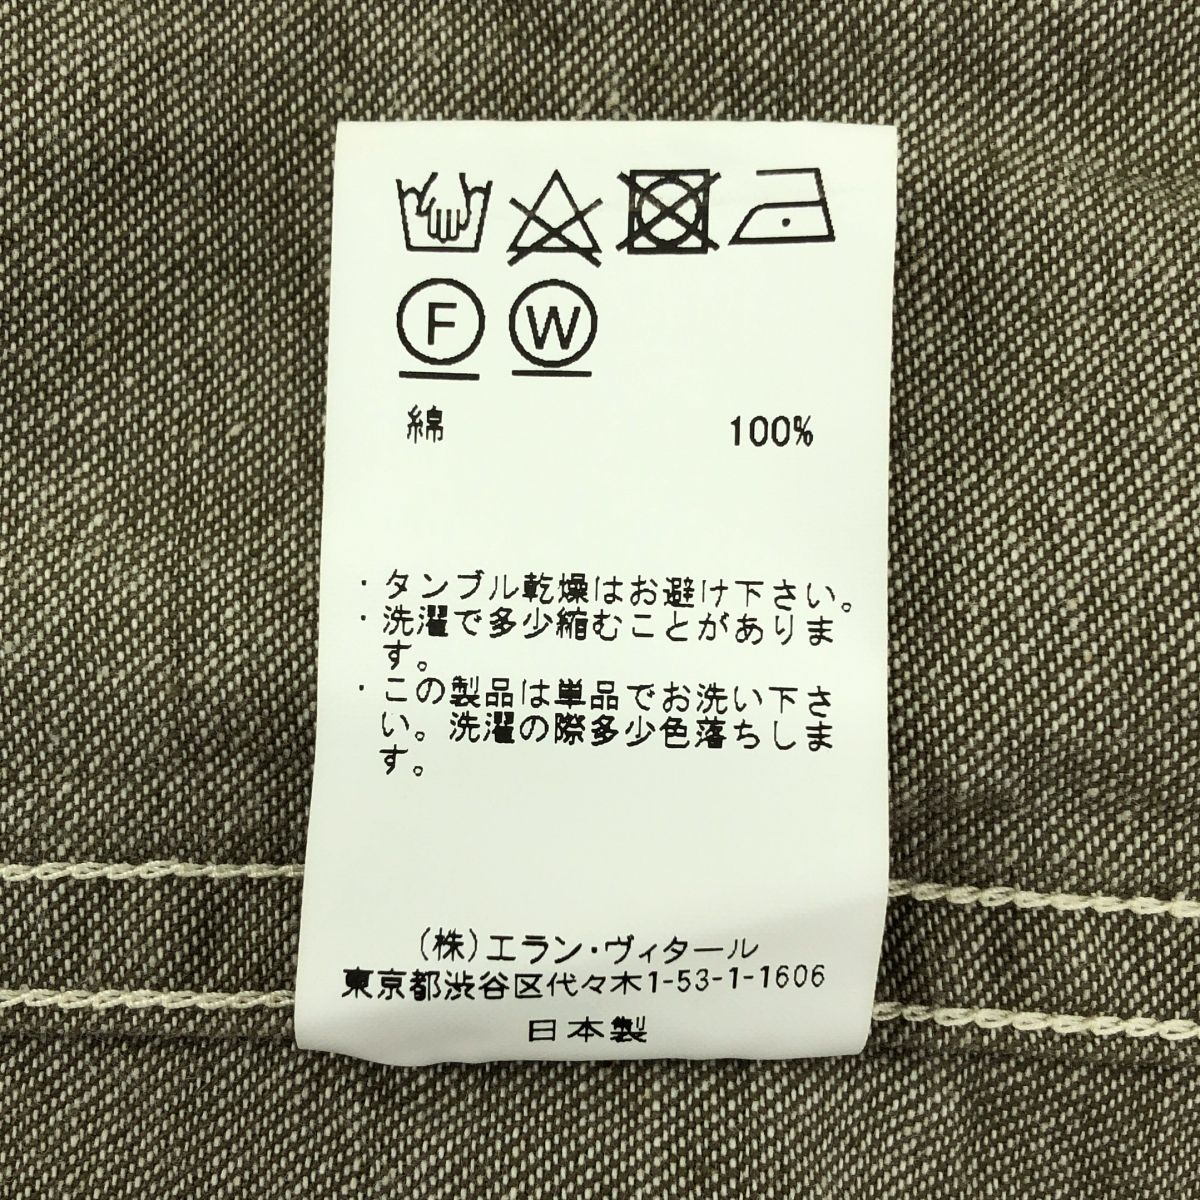 F W
綿 100%
・タンブル乾燥はお避け下さい。
・洗濯で多少縮むことがありま
す。
・この製品は単品でお洗い下さ
い。洗濯の際多少色落ちしま
す。
(株)エラン・ヴィタール
東京都渋谷区代々木1-53-1-1606
日本製